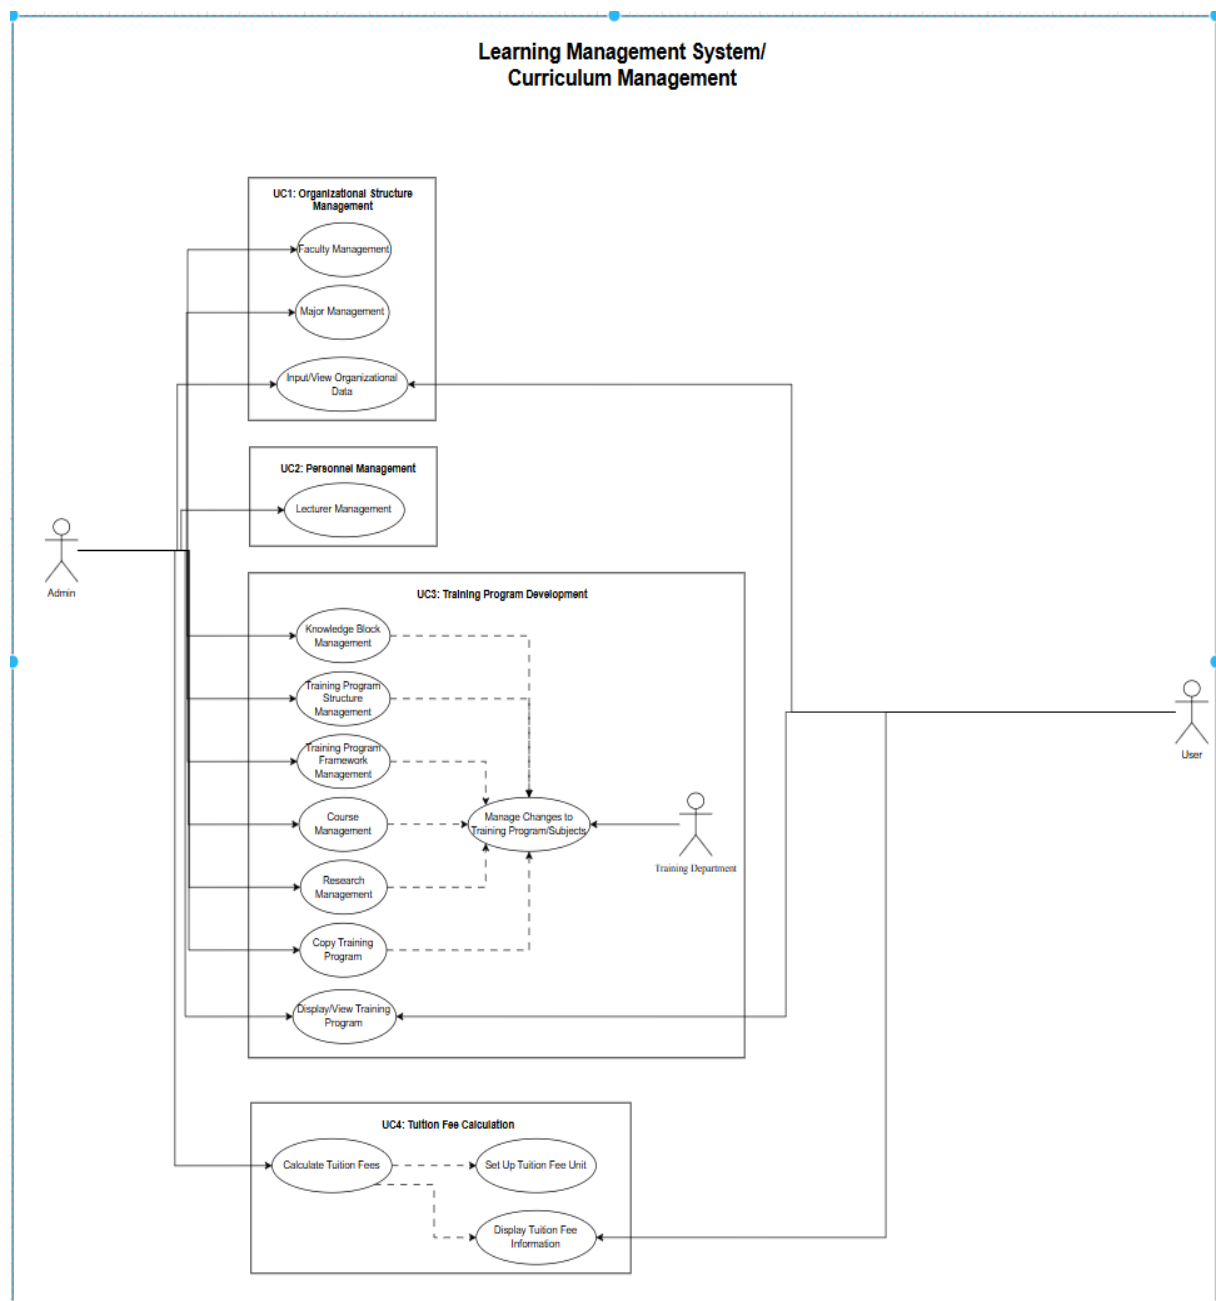 Learning Management System/
Curriculum Management
UC1: Organizational Structure
Management
Faculty Management
Major Management
Input/View Organizational
Data
UC2: Personnel Management
Lecturer Management
Admin
UC3: Training Program Development
Knowledge Block
Management
Training Program
Structure
Management
Training Program
Framework
Management
Course
Management
Manage Changes to
Training Program/Subjects
Training Department
User
Research
Management
Copy Training
Program
Display/View Training
Program
UC4: Tuition Fee Calculation
Calculate Tuition Fees
Set Up Tuition Fee Unit
Display Tuition Fee
Information